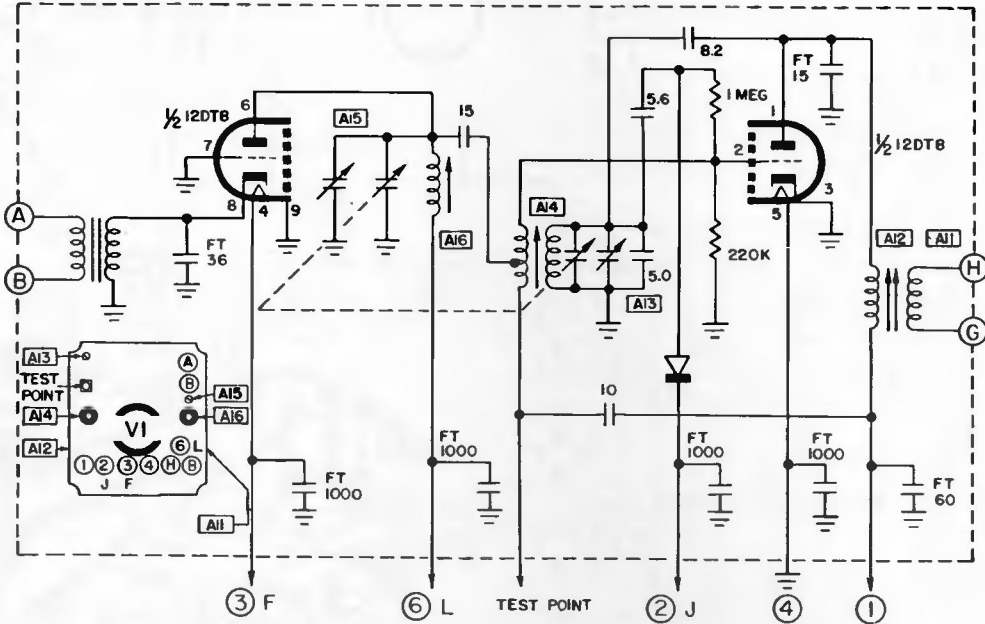 8.2
FT
15
6
½ 12DT8
A15
15
5.6
1 MEG
1
½ 12DT8
7
2
3
8
4
9
5
A
A14
A16
FT
36
220K
A12
A11
5.0
H
B
A13
G
A13
A
TEST
POINT
B
A15
A14
A16
V1
10
A12
6
L
1
2
3
4
H
B
J
F
FT
1000
FT
1000
FT
1000
FT
1000
FT
60
A11
3 F
6 L
TEST POINT
2 J
4
1